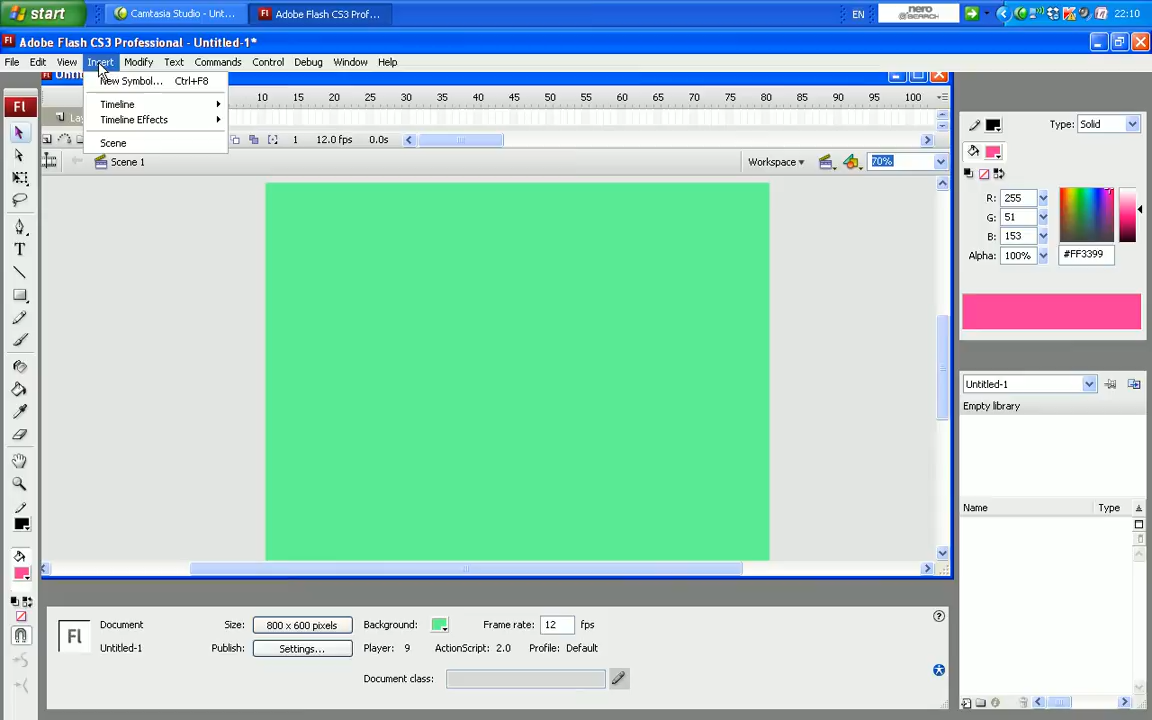 start
Camtasia Studio - Unt...
Adobe Flash CS3 Prof...
EN
nero
SEARCH
22:10
Adobe Flash CS3 Professional - Untitled-1*
File Edit View Insert Modify Text Commands Control Debug Window Help
New Symbol... Ctrl+F8
Timeline
Timeline Effects
Scene
10 15 20 25 30 35 40 45 50 55 60 65 70 75 80 85 90 95 100
1 12.0 fps 0.0s
Scene 1
Workspace
70%
Fl
Type: Solid
R: 255
G: 51
B: 153
Alpha: 100%
#FF3399
Untitled-1
Empty library
Name Type
Fl
Document
Untitled-1
Size: 800 x 600 pixels Background: Frame rate: 12 fps
Publish: Settings... Player: 9 ActionScript: 2.0 Profile: Default
Document class: